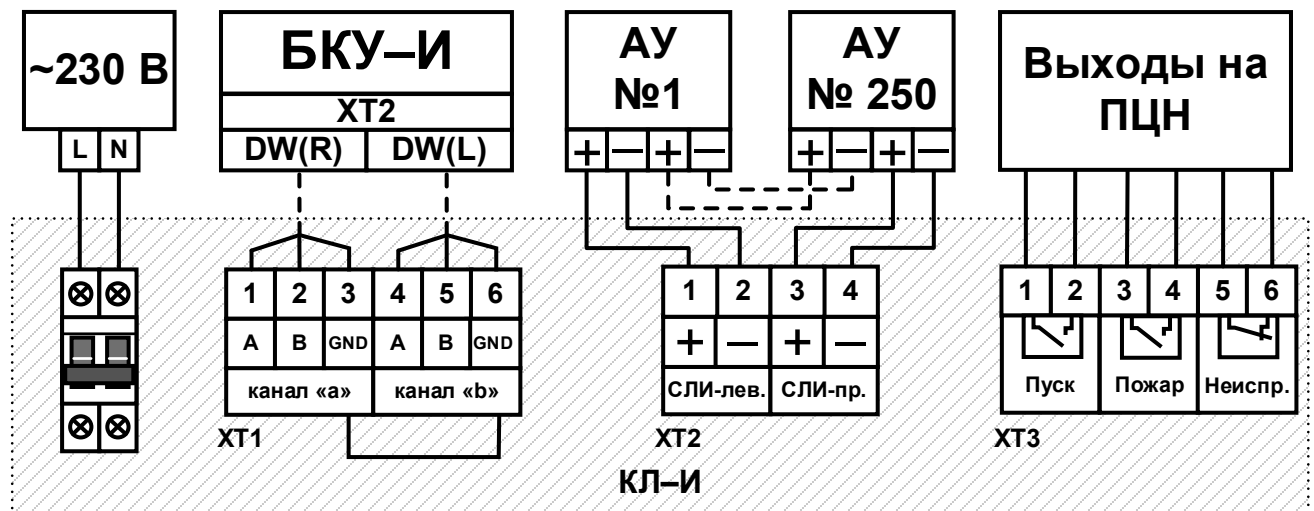 ~230 В
L N
БКУ–И
XT2
DW(R) DW(L)
АУ
№1
+ — + —
АУ
№ 250
+ — + —
Выходы на
ПЦН
1 2 3 4 5 6
A B GND A B GND
канал «a» канал «b»
XT1
1 2 3 4
+ — + —
СЛИ-лев. СЛИ-пр.
XT2
1 2 3 4 5 6
Пуск Пожар Неиспр.
XT3
КЛ–И